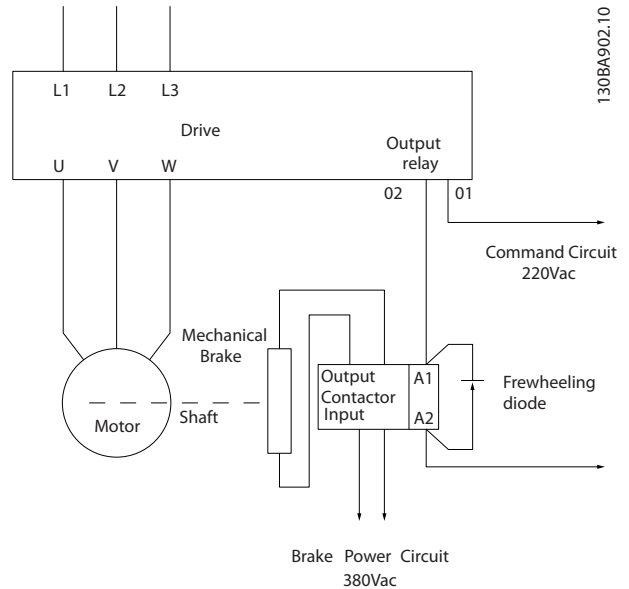 130BA902.10
L1 L2 L3
Drive
Output
relay
U V W
02 01
Command Circuit
220Vac
Mechanical
Brake
Output
Contactor
Input
A1
A2
Frewheeling
diode
Motor
Shaft
Brake Power Circuit
380Vac